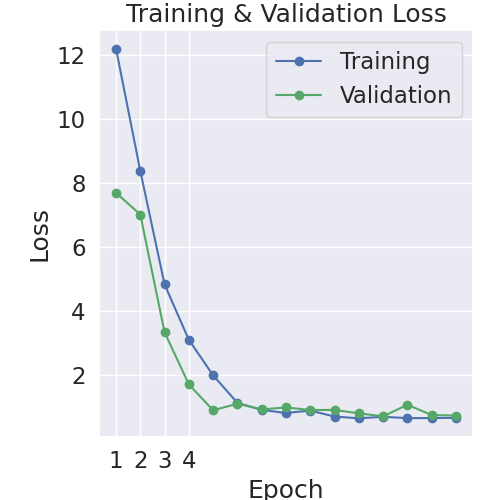 Training & Validation Loss
Training
Validation
12
10
8
6
4
2
Loss
1 2 3 4
Epoch